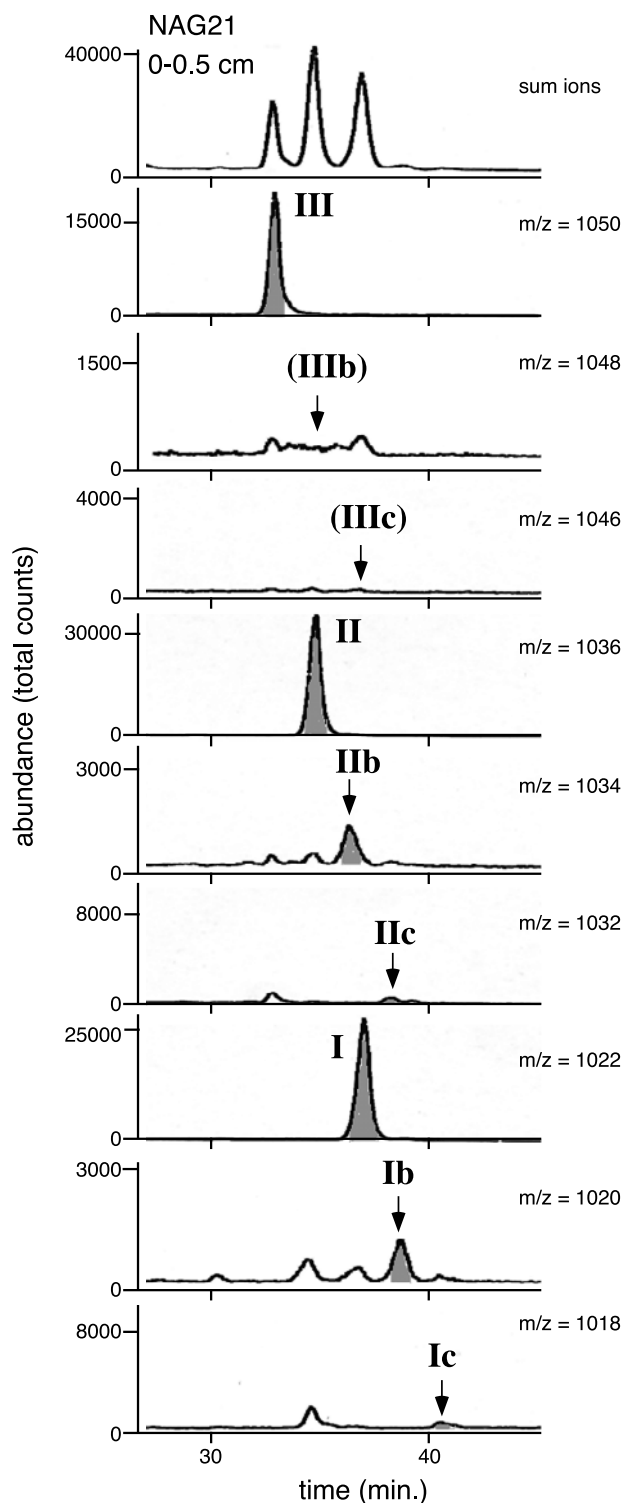 NAG21
0-0.5 cm
40000
sum ions
0
15000
III
m/z = 1050
0
1500
(IIIb)
m/z = 1048
0
4000
(IIIc)
m/z = 1046
0
30000
II
m/z = 1036
0
3000
IIb
m/z = 1034
0
8000
IIc
m/z = 1032
0
25000
I
m/z = 1022
0
3000
Ib
m/z = 1020
0
8000
Ic
m/z = 1018
0
30 40
time (min.)
abundance (total counts)